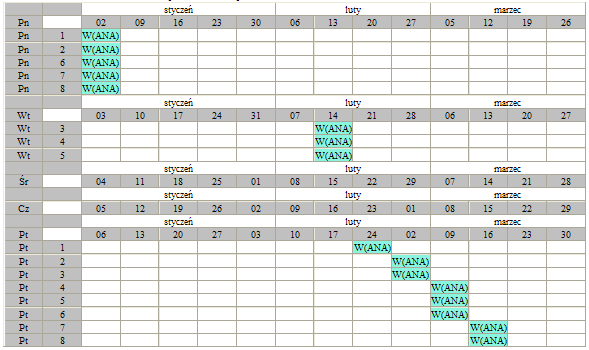 styczeń luty marzec
Pn 02 09 16 23 30 06 13 20 27 05 12 19 26
Pn 1 W(ANA)
Pn 2 W(ANA)
Pn 6 W(ANA)
Pn 7 W(ANA)
Pn 8 W(ANA)
styczeń luty marzec
Wt 03 10 17 24 31 07 14 21 28 06 13 20 27
Wt 3 W(ANA)
Wt 4 W(ANA)
Wt 5 W(ANA)
styczeń luty marzec
Śr 04 11 18 25 01 08 15 22 29 07 14 21 28
styczeń luty marzec
Cz 05 12 19 26 02 09 16 23 01 08 15 22 29
styczeń luty marzec
Pt 06 13 20 27 03 10 17 24 02 09 16 23 30
Pt 1 W(ANA)
Pt 2 W(ANA)
Pt 3 W(ANA)
Pt 4 W(ANA)
Pt 5 W(ANA)
Pt 6 W(ANA)
Pt 7 W(ANA)
Pt 8 W(ANA)